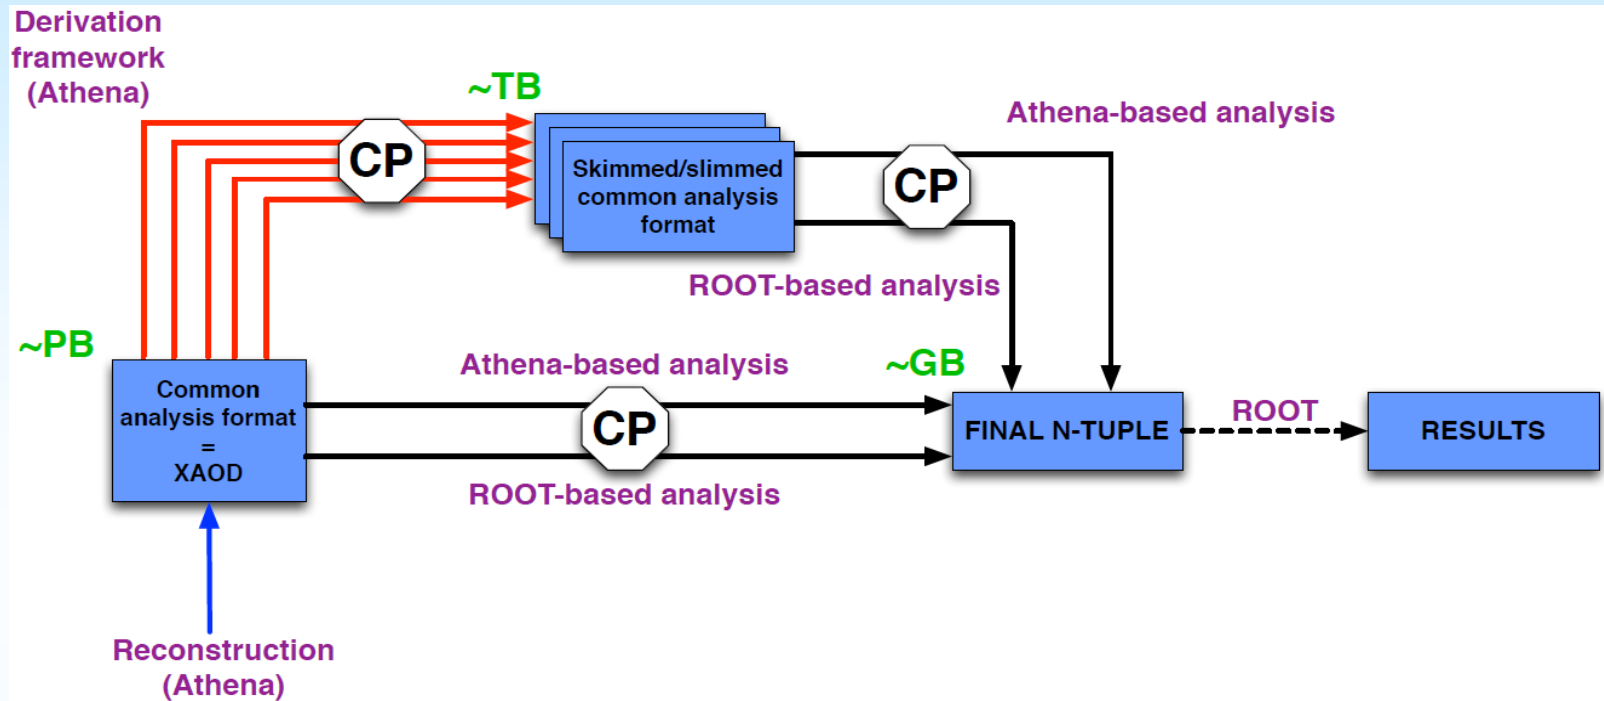 Derivation
framework
(Athena)
~TB
CP
Skimmed/slimmed
common analysis
format
CP
Athena-based analysis
ROOT-based analysis
~PB
Common
analysis format
=
XAOD
Athena-based analysis
CP
ROOT-based analysis
~GB
FINAL N-TUPLE
ROOT
RESULTS
Reconstruction
(Athena)